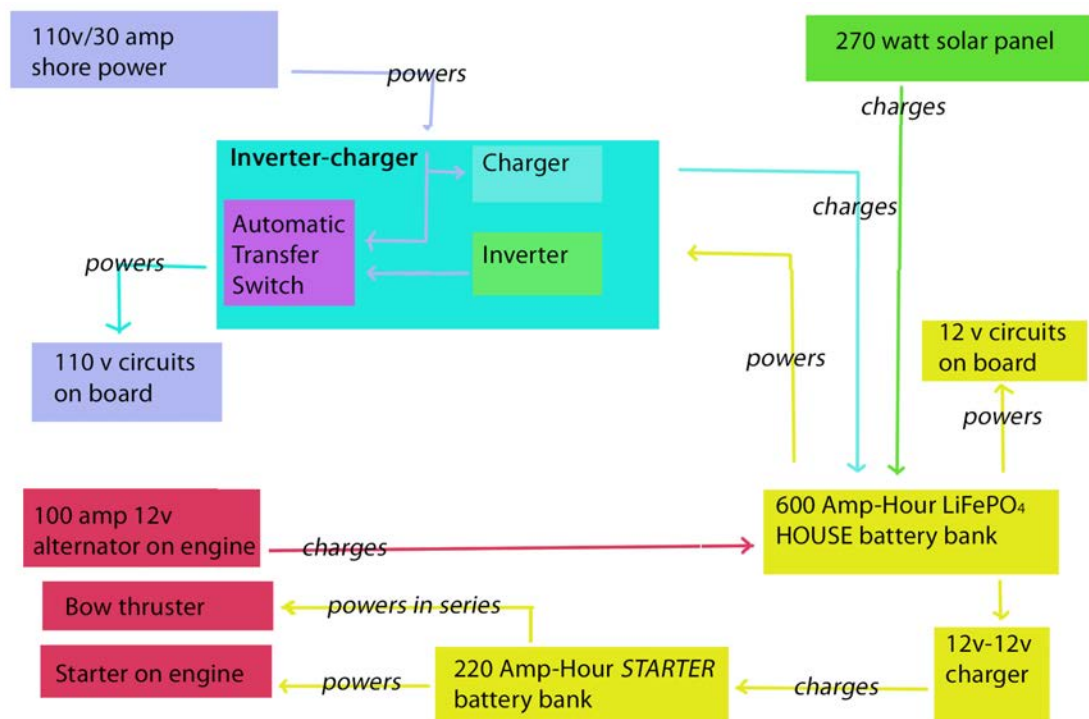 110v/30 amp
shore power
powers
270 watt solar panel
charges
Inverter-charger
Charger
charges
Automatic
Transfer
Switch
Inverter
powers
110 v circuits
on board
powers
12 v circuits
on board
powers
100 amp 12v
alternator on engine
charges
600 Amp-Hour LiFePO₄
HOUSE battery bank
Bow thruster
powers in series
Starter on engine
powers
220 Amp-Hour STARTER
battery bank
charges
12v-12v
charger